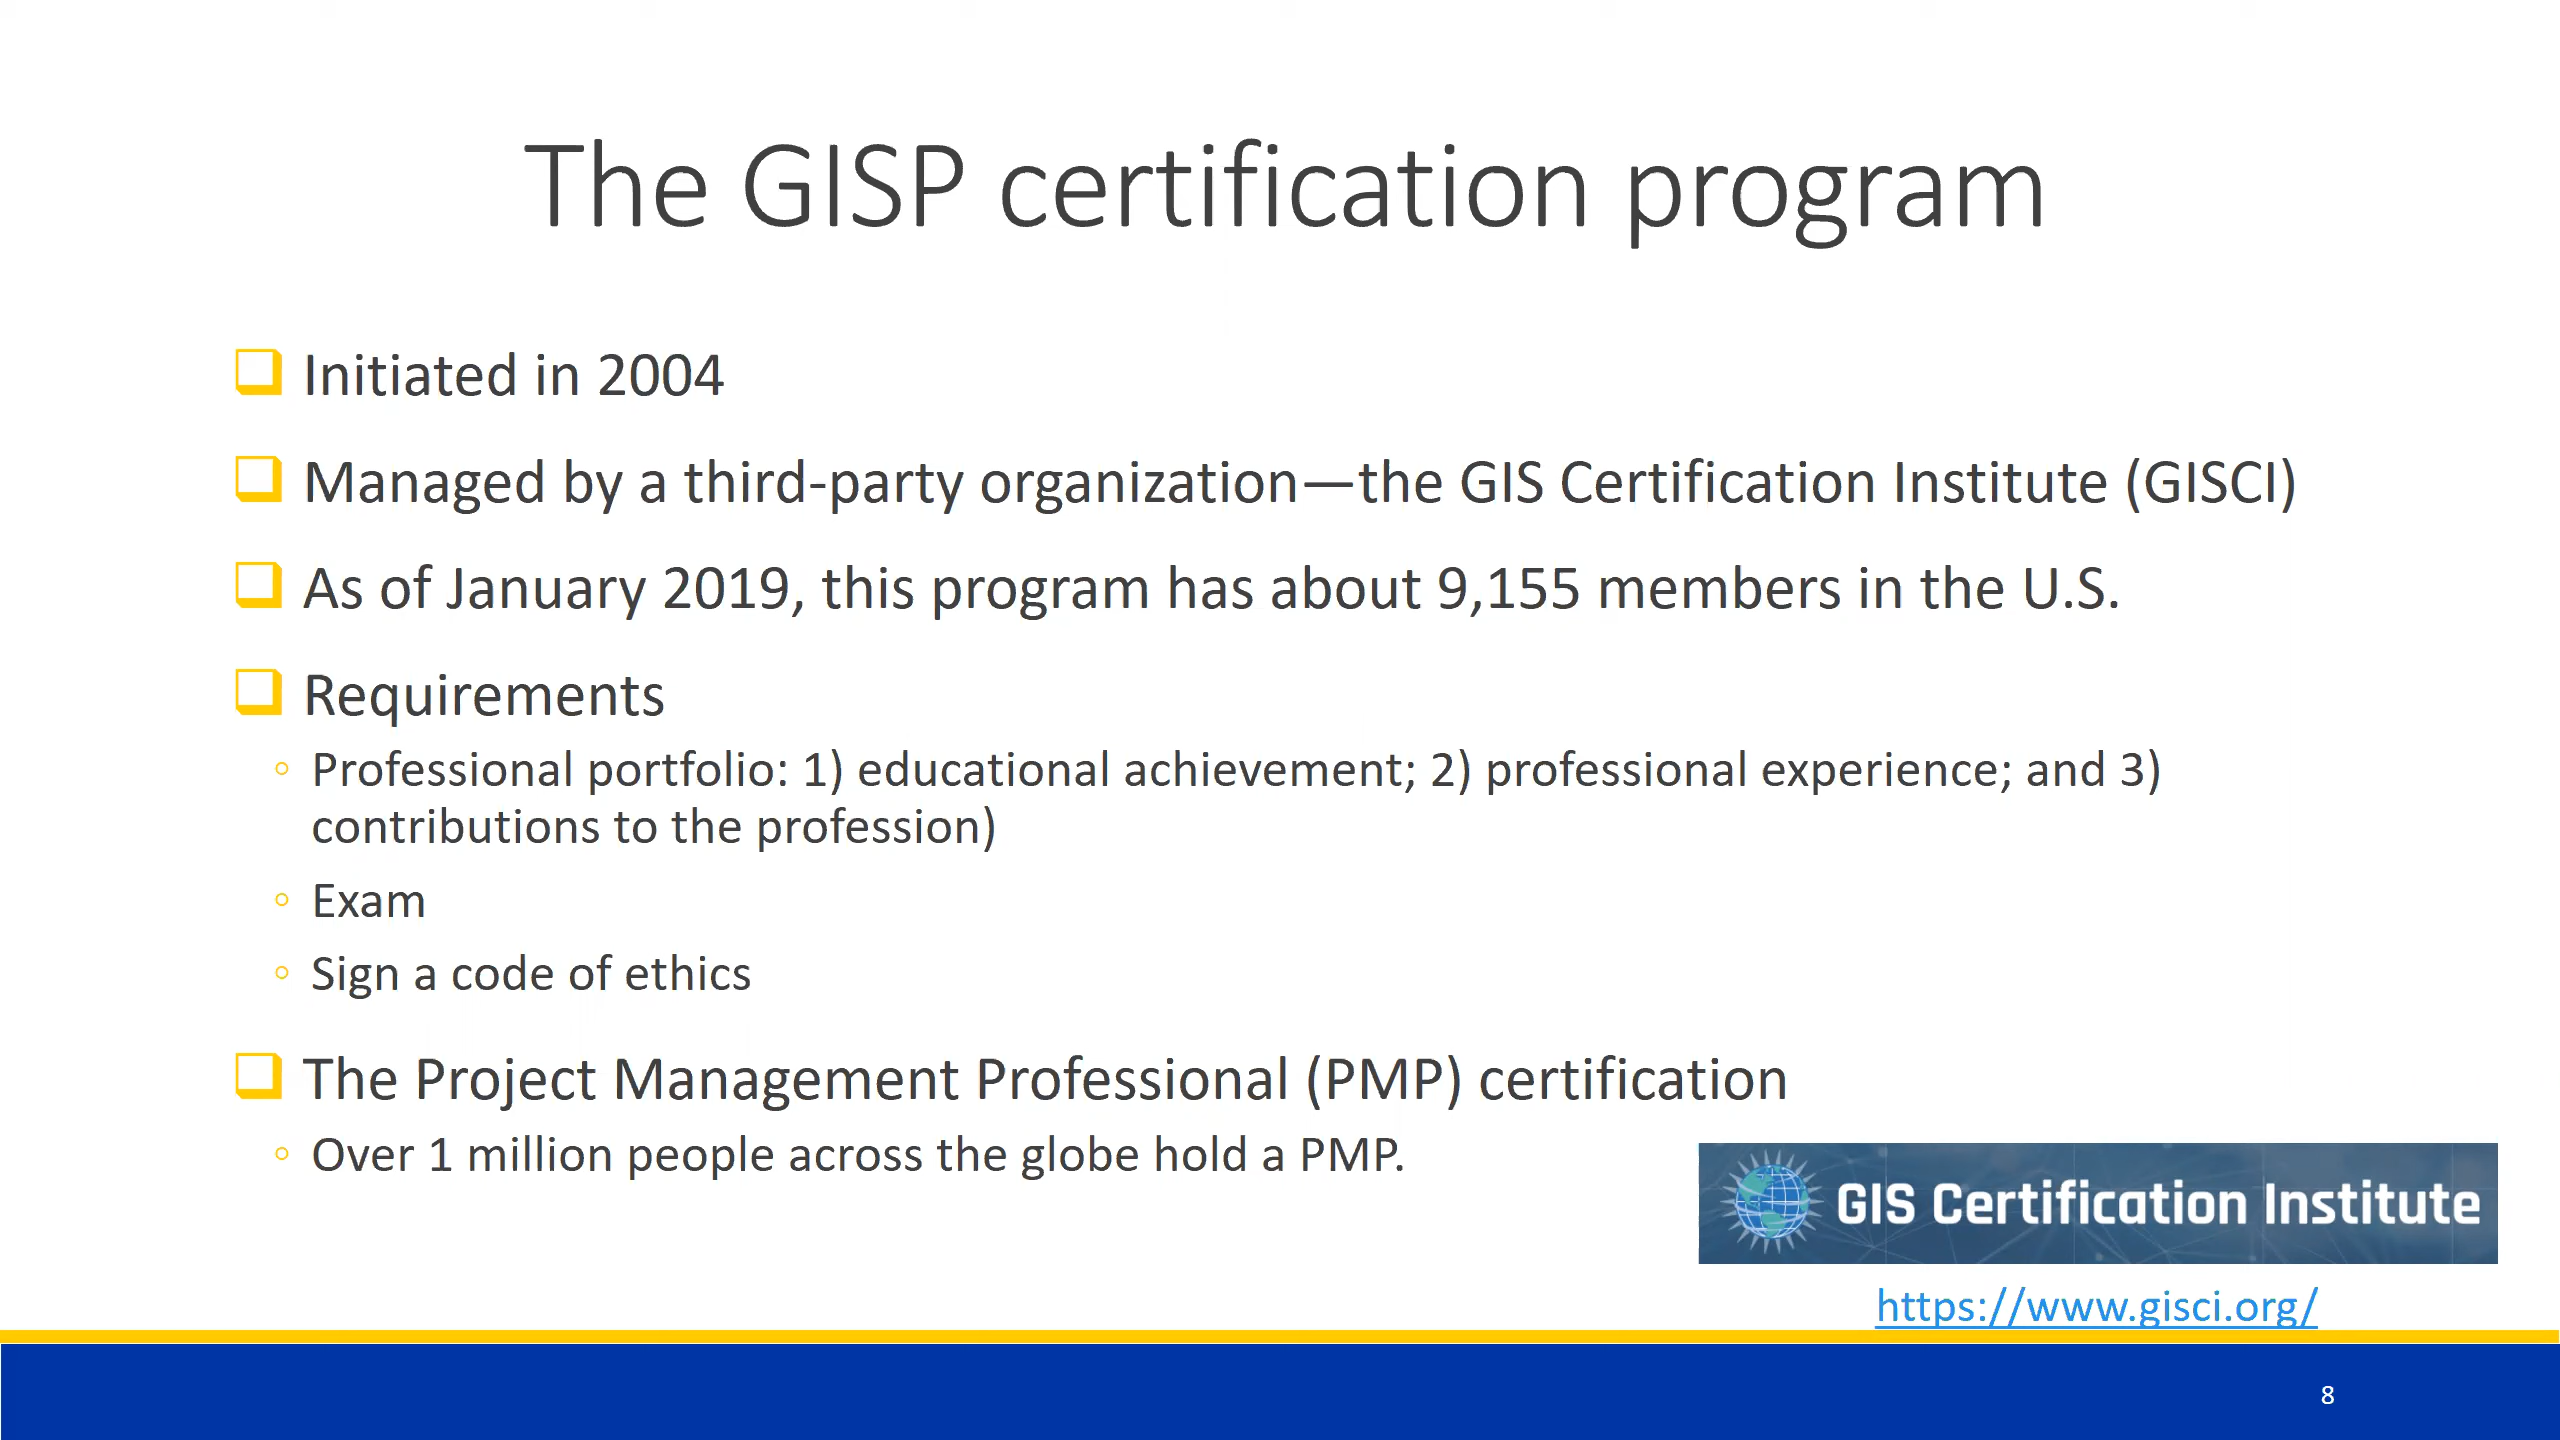 The GISP certification program
Initiated in 2004
Managed by a third-party organization—the GIS Certification Institute (GISCI)
As of January 2019, this program has about 9,155 members in the U.S.
Requirements
Professional portfolio: 1) educational achievement; 2) professional experience; and 3)
contributions to the profession)
Exam
Sign a code of ethics
The Project Management Professional (PMP) certification
Over 1 million people across the globe hold a PMP.
GIS Certification Institute
https://www.gisci.org/
8